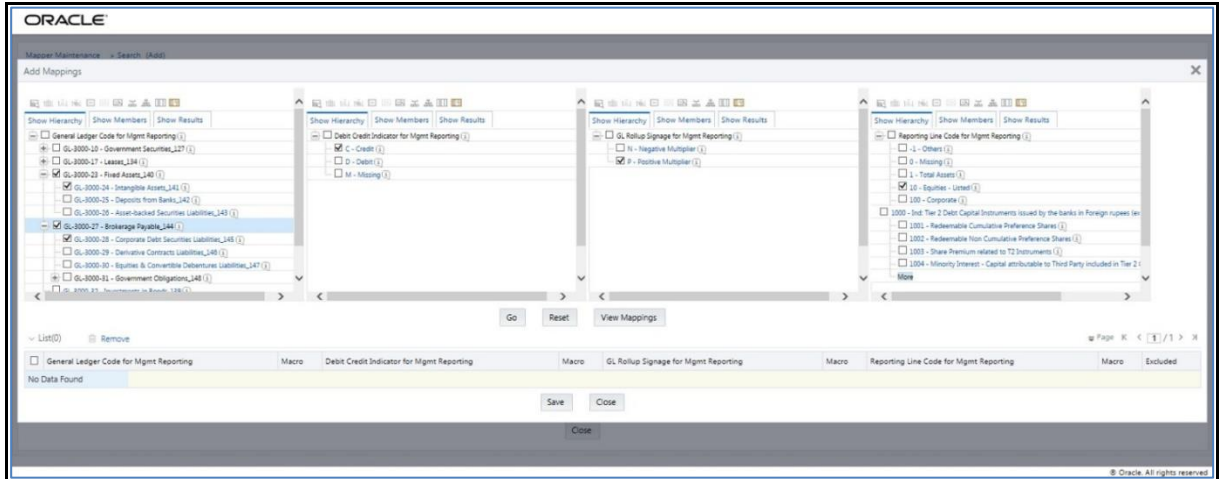 ORACLE
Mapper Maintenance » Search (Add)
Add Mappings
Show Hierarchy Show Members Show Results
General Ledger Code for Mgmt Reporting
GL-3000-10 - Government Securities_127
GL-3000-17 - Leases_134
GL-3000-23 - Fixed Assets_140
GL-3000-24 - Intangible Assets_141
GL-3000-25 - Deposits from Banks_142
GL-3000-26 - Asset-backed Securities Liabilities_143
GL-3000-27 - Brokerage Payable_144
GL-3000-28 - Corporate Debt Securities Liabilities_145
GL-3000-29 - Derivative Contracts Liabilities_146
GL-3000-30 - Equities & Convertible Debentures Liabilities_147
GL-3000-31 - Government Obligations_148
GL-3000-32 - Investments in Bonds_139
Show Hierarchy Show Members Show Results
Debit Credit Indicator for Mgmt Reporting
C - Credit
D - Debit
M - Missing
Show Hierarchy Show Members Show Results
GL Rollup Signage for Mgmt Reporting
N - Negative Multiplier
P - Positive Multiplier
Show Hierarchy Show Members Show Results
Reporting Line Code for Mgmt Reporting
-1 - Others
0 - Missing
1 - Total Assets
10 - Equities - Listed
100 - Corporate
1000 - Ind: Tier 2 Debt Capital Instruments issued by the banks in Foreign rupees
1001 - Redeemable Cumulative Preference Shares
1002 - Redeemable Non Cumulative Preference Shares
1003 - Share Premium related to T2 Instruments
1004 - Minority Interest - Capital attributable to Third Party included in Tier 2
More
Go Reset View Mappings
List(0) Remove
Page 1 / 1
General Ledger Code for Mgmt Reporting Macro Debit Credit Indicator for Mgmt Reporting Macro GL Rollup Signage for Mgmt Reporting Macro Reporting Line Code for Mgmt Reporting Macro Excluded
No Data Found
Save Close
Close
® Oracle. All rights reserved